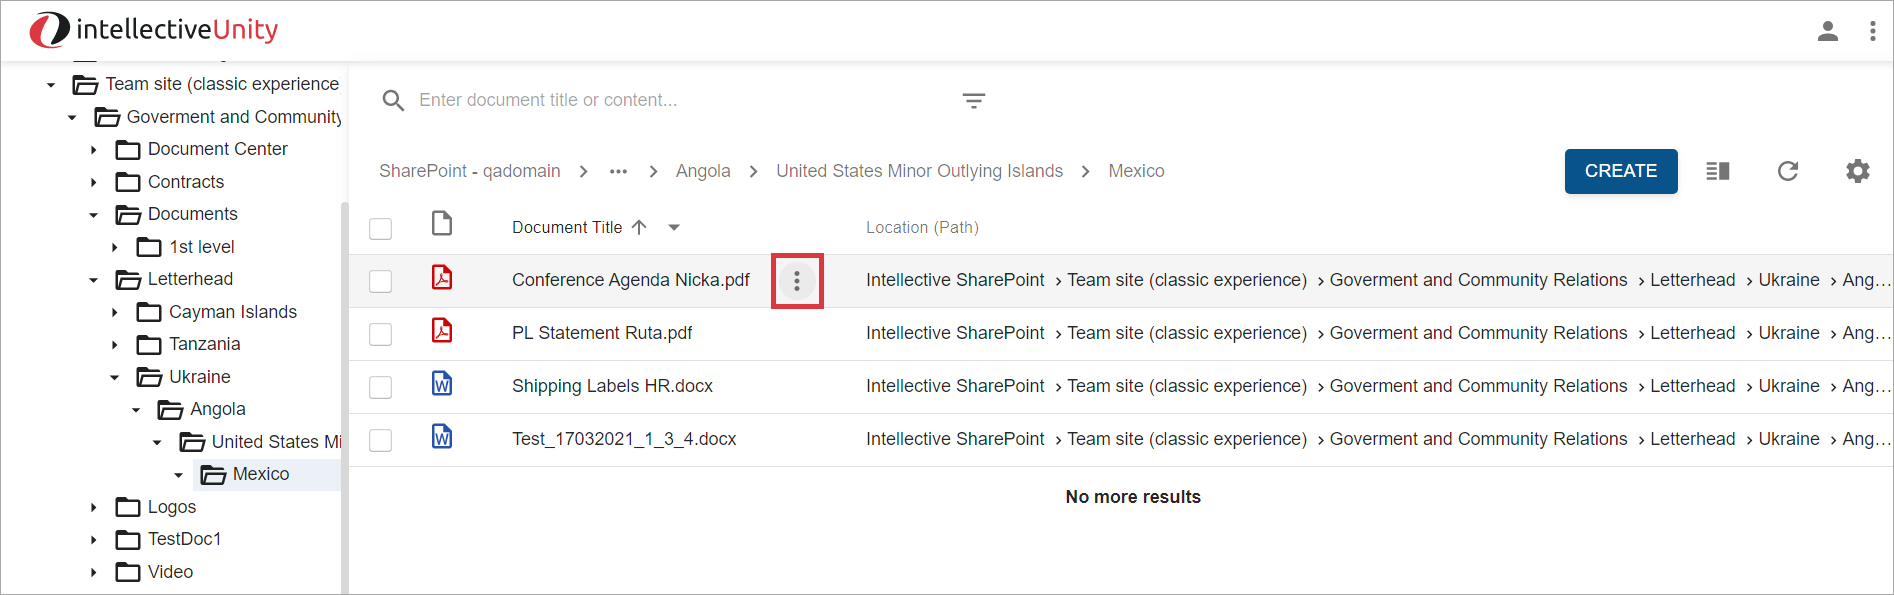 intellectiveUnity
Team site (classic experience
Goverment and Community
Document Center
Contracts
Documents
1st level
Letterhead
Cayman Islands
Tanzania
Ukraine
Angola
United States Mi
Mexico
Logos
TestDoc1
Video
Enter document title or content...
SharePoint - qadomain > ••• > Angola > United States Minor Outlying Islands > Mexico
CREATE
Document Title Location (Path)
Conference Agenda Nicka.pdf Intellective SharePoint > Team site (classic experience) > Goverment and Community Relations > Letterhead > Ukraine > Ang...
PL Statement Ruta.pdf Intellective SharePoint > Team site (classic experience) > Goverment and Community Relations > Letterhead > Ukraine > Ang...
Shipping Labels HR.docx Intellective SharePoint > Team site (classic experience) > Goverment and Community Relations > Letterhead > Ukraine > Ang...
Test_17032021_1_3_4.docx Intellective SharePoint > Team site (classic experience) > Goverment and Community Relations > Letterhead > Ukraine > Ang...
No more results